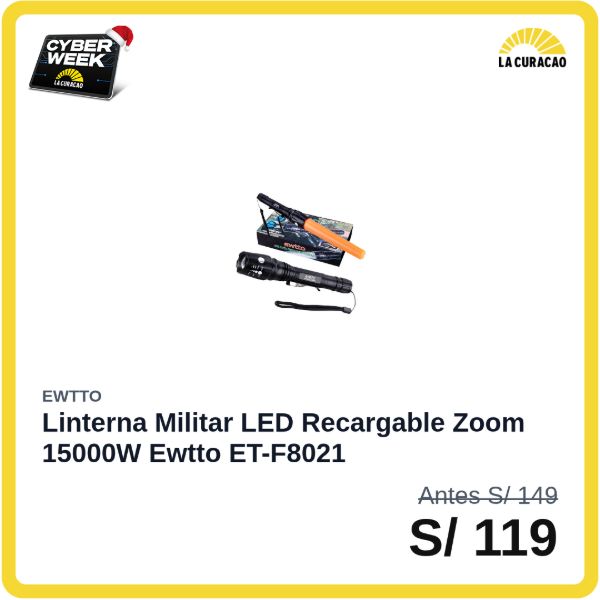 CYBER
WEEK
LA CURACAO
LA CURACAO
ewtto
EWTTO
Linterna Militar LED Recargable Zoom
15000W Ewtto ET-F8021
Antes S/ 149
S/ 119